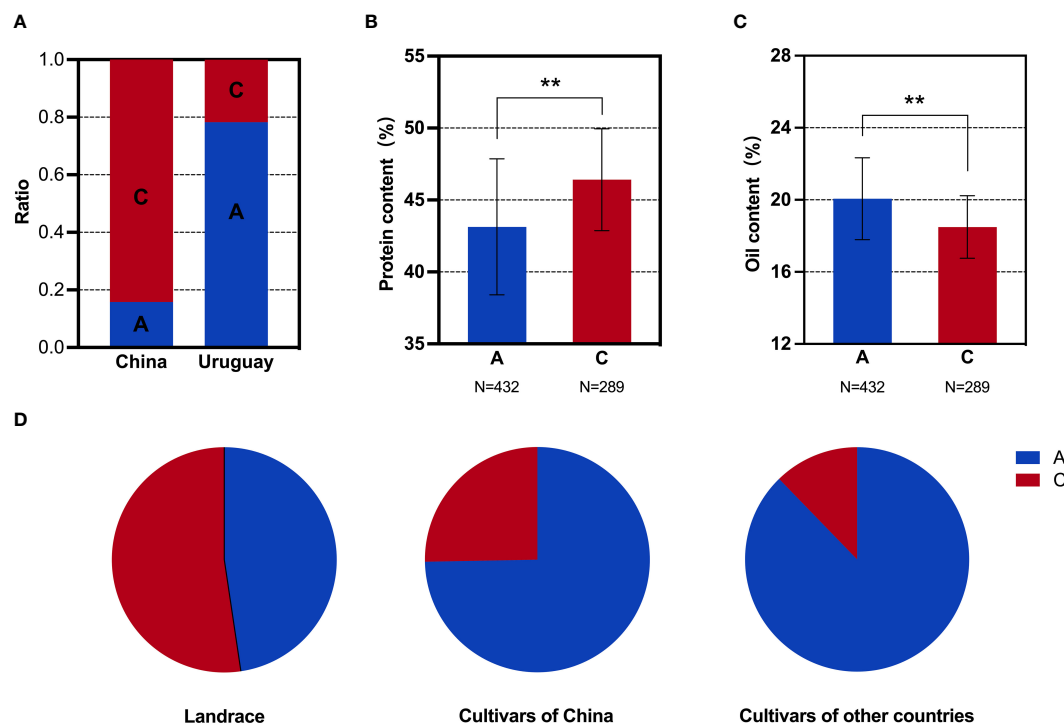 A
Ratio
1.0
0.8
0.6
0.4
0.2
0.0
C
A
C
A
China Uruguay
B
Protein content (%)
55
50
45
40
35
**
A C
N=432 N=289
C
Oil content (%)
28
24
20
16
12
**
A C
N=432 N=289
D
A
Landrace
Cultivars of China
Cultivars of other countries